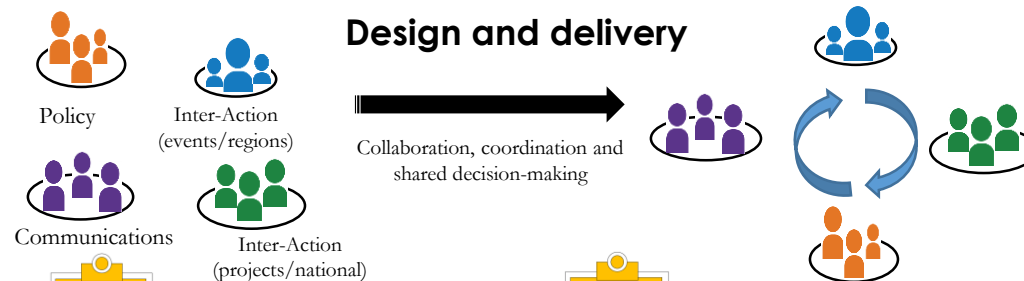 Design and delivery
Policy
Inter-Action
(events/regions)
Collaboration, coordination and
shared decision-making
Communications
Inter-Action
(projects/national)